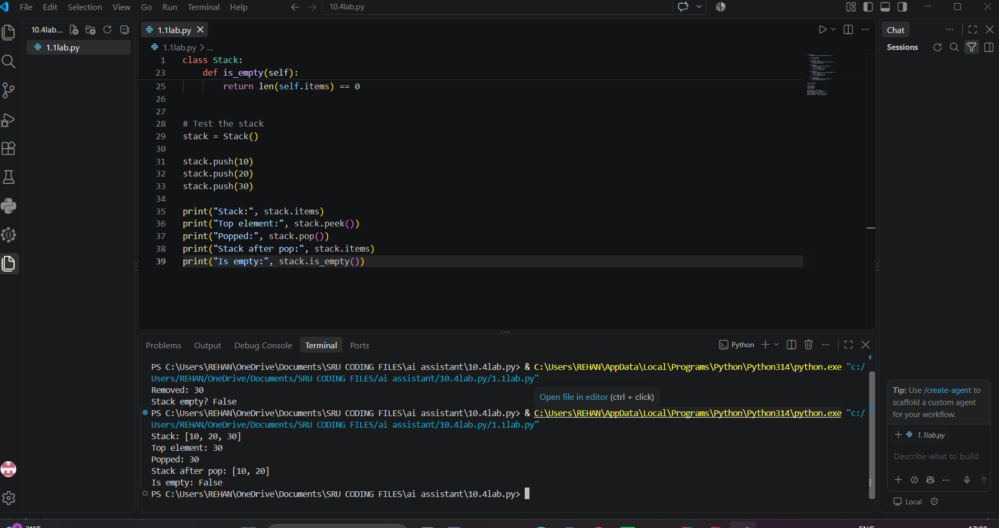 File Edit Selection View Go Run Terminal Help
10.4lab.py
10.4lab...
1.1lab.py
1.1lab.py
1.1lab.py > ...
1 class Stack:
23 def is_empty(self):
25 return len(self.items) == 0
26
27
28 # Test the stack
29 stack = Stack()
30
31 stack.push(10)
32 stack.push(20)
33 stack.push(30)
34
35 print("Stack:", stack.items)
36 print("Top element:", stack.peek())
37 print("Popped:", stack.pop())
38 print("Stack after pop:", stack.items)
39 print("Is empty:", stack.is_empty())
Problems Output Debug Console Terminal Ports
Python
PS C:\Users\REHAN\OneDrive\Documents\SRU CODING FILES\ai assistant\10.4lab.py> & C:\Users\REHAN\AppData\Local\Programs\Python\Python314\python.exe "c:/
Users/REHAN/OneDrive/Documents/SRU CODING FILES/ai assistant/10.4lab.py/1.1lab.py"
Removed: 30
Stack empty? False
Open file in editor (ctrl + click)
PS C:\Users\REHAN\OneDrive\Documents\SRU CODING FILES\ai assistant\10.4lab.py> & C:\Users\REHAN\AppData\Local\Programs\Python\Python314\python.exe "c:/
Users/REHAN/OneDrive/Documents/SRU CODING FILES/ai assistant/10.4lab.py/1.1lab.py"
Stack: [10, 20, 30]
Top element: 30
Popped: 30
Stack after pop: [10, 20]
Is empty: False
PS C:\Users\REHAN\OneDrive\Documents\SRU CODING FILES\ai assistant\10.4lab.py>
Chat
Sessions
Tip: Use /create-agent to
scaffold a custom agent
for your workflow.
1.1lab.py
Describe what to build
Local